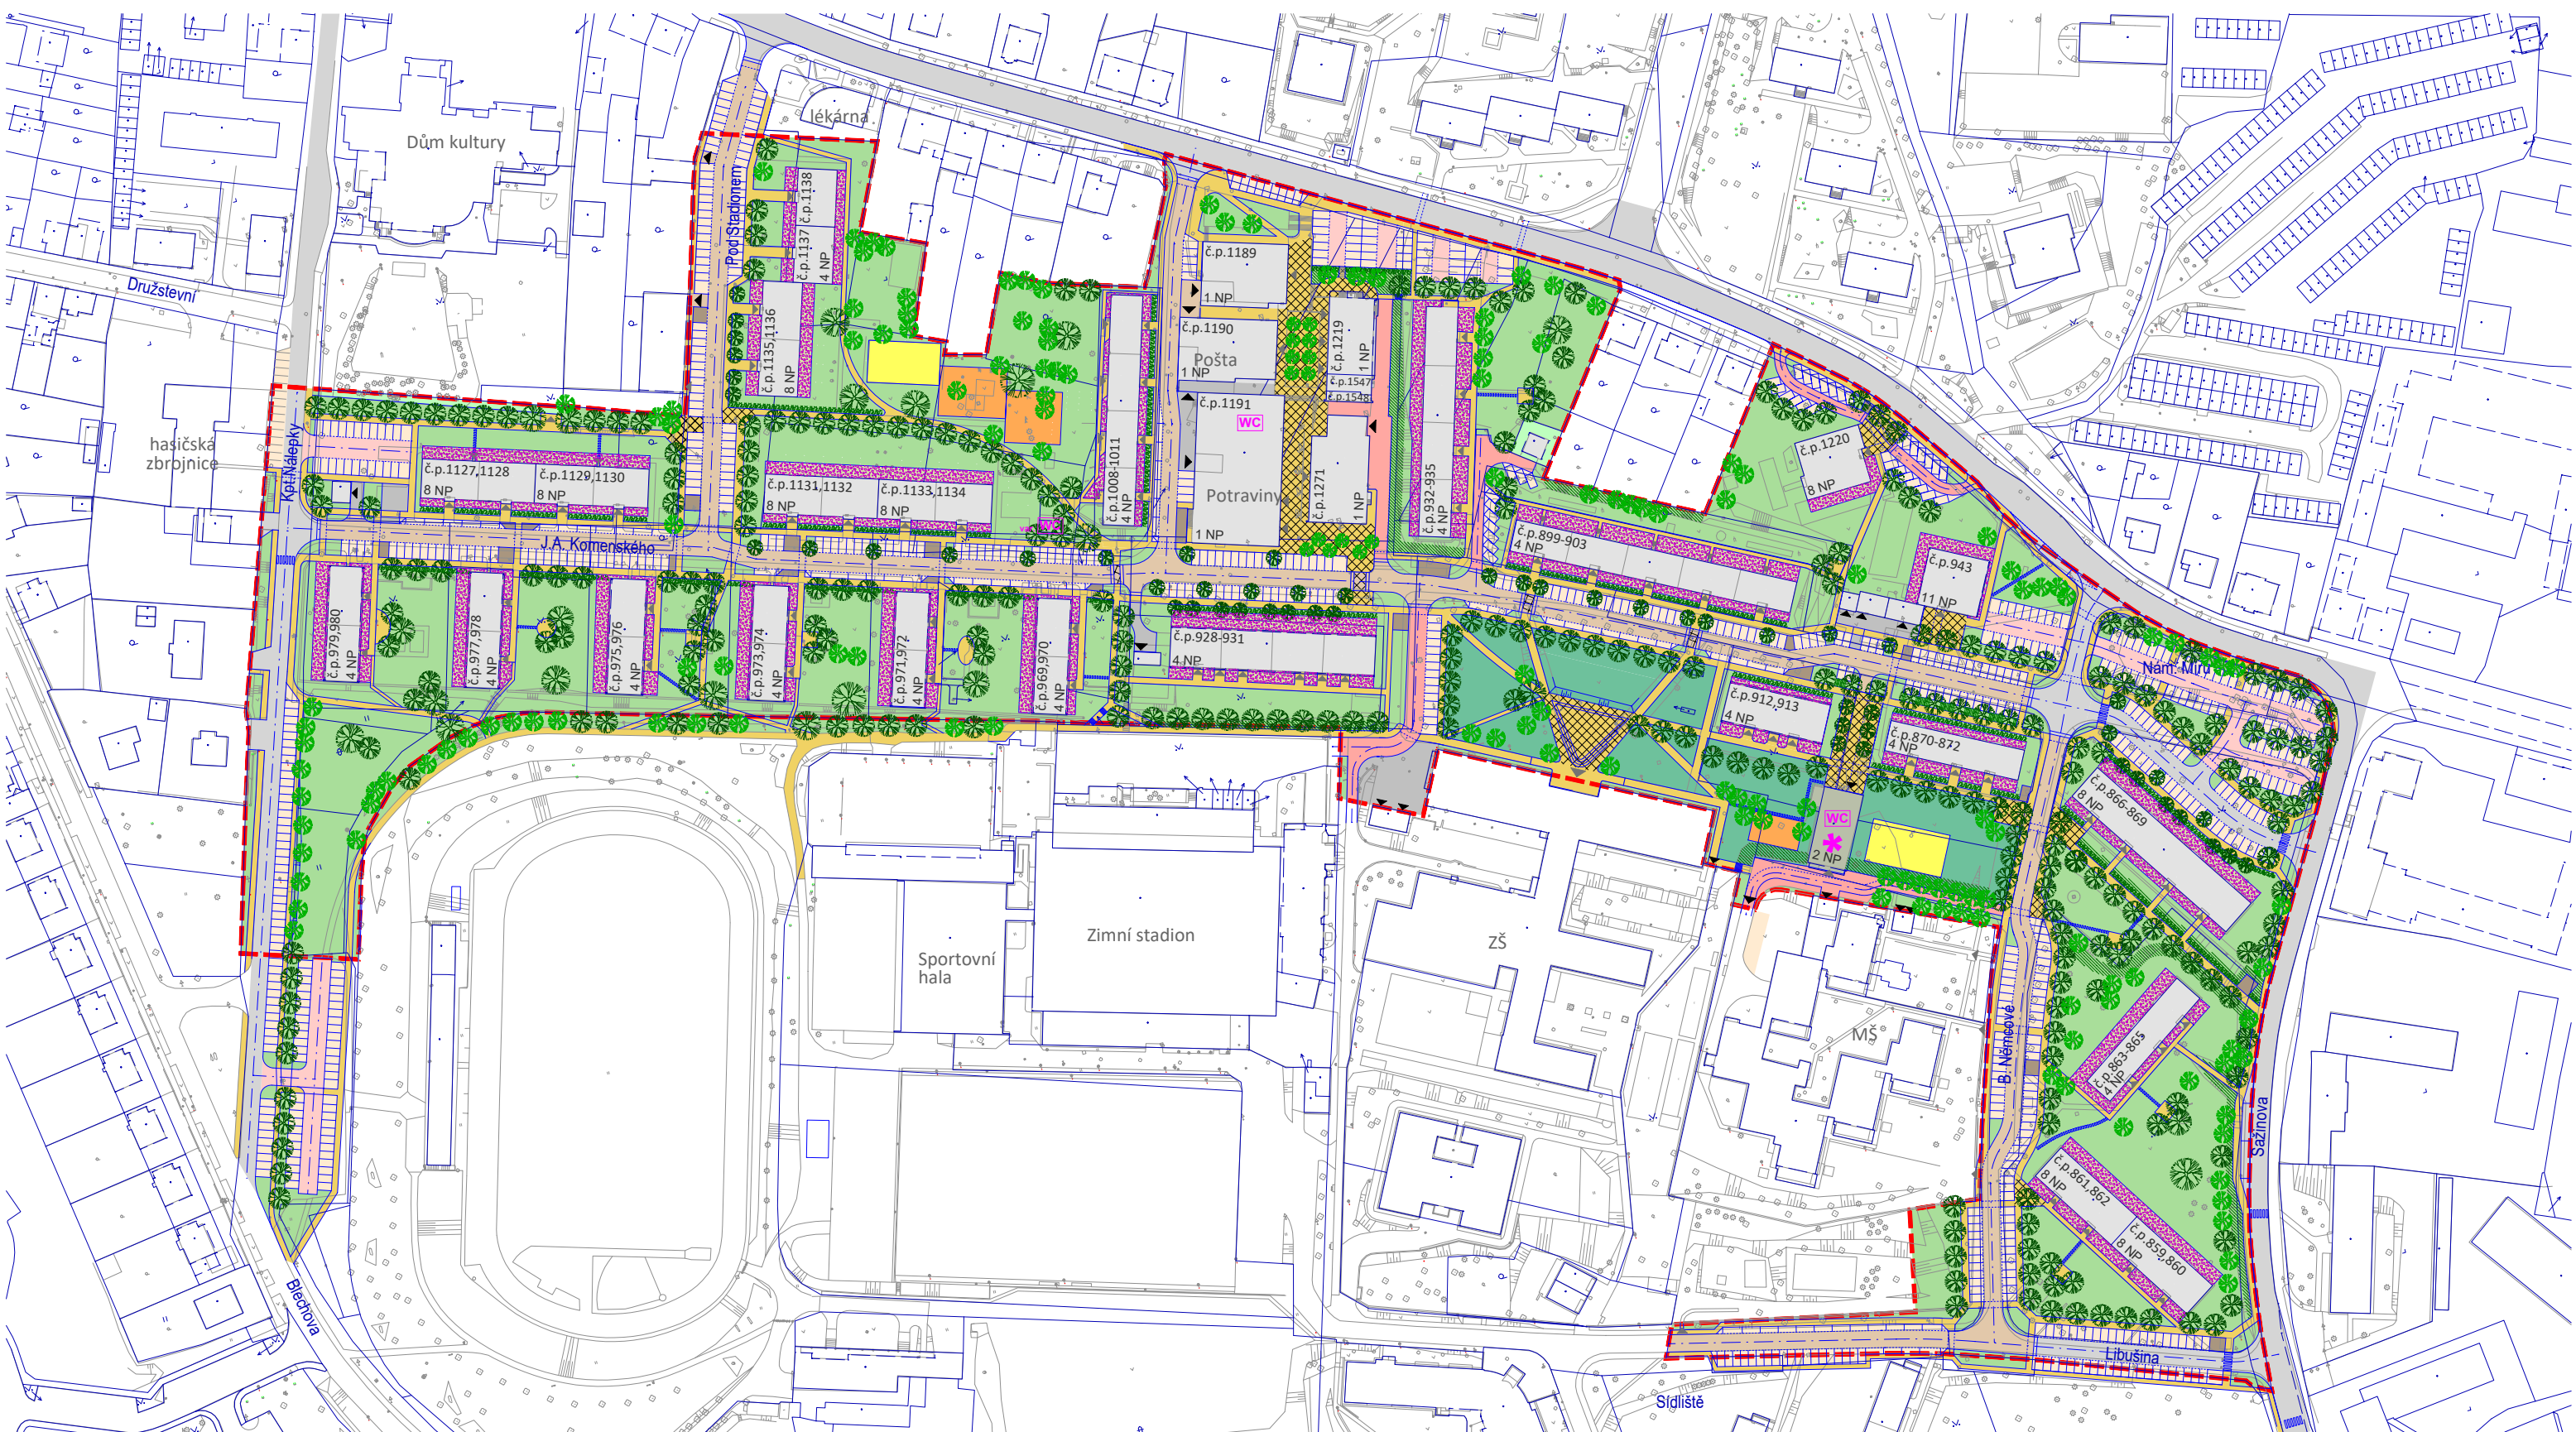 Dům kultury
lékárna
Družstevní
hasičská
zbrojnice
Kpt.Nálepky
Pod Stadionem
č.p.1137
č.p.1138
4 NP
č.p.1135,1136
8 NP
č.p.1127,1128
8 NP
č.p.1129,1130
8 NP
č.p.1131,1132
8 NP
č.p.1133,1134
8 NP
č.p.1008-1011
4 NP
č.p.1189
1 NP
č.p.1190
Pošta
1 NP
č.p.1191
WC
Potraviny
1 NP
č.p.1219
1 NP
č.p.1547
č.p.1548
č.p.1271
1 NP
č.p.932-935
4 NP
č.p.899-903
4 NP
č.p.1220
8 NP
č.p.943
11 NP
J.A. Komenského
WC
č.p.979,980
4 NP
č.p.977,978
4 NP
č.p.975,976
4 NP
č.p.973,974
4 NP
č.p.971,972
4 NP
č.p.969,970
4 NP
č.p.928-931
4 NP
č.p.912,913
4 NP
č.p.870-872
4 NP
Nám. Míru
č.p.866-869
8 NP
WC
2 NP
Sportovní
hala
Zimní stadion
ZŠ
MŠ
B. Němcové
č.p.863-865
4 NP
č.p.861,862
8 NP
č.p.859,860
8 NP
Sažinova
Blechova
Libušina
Sídliště